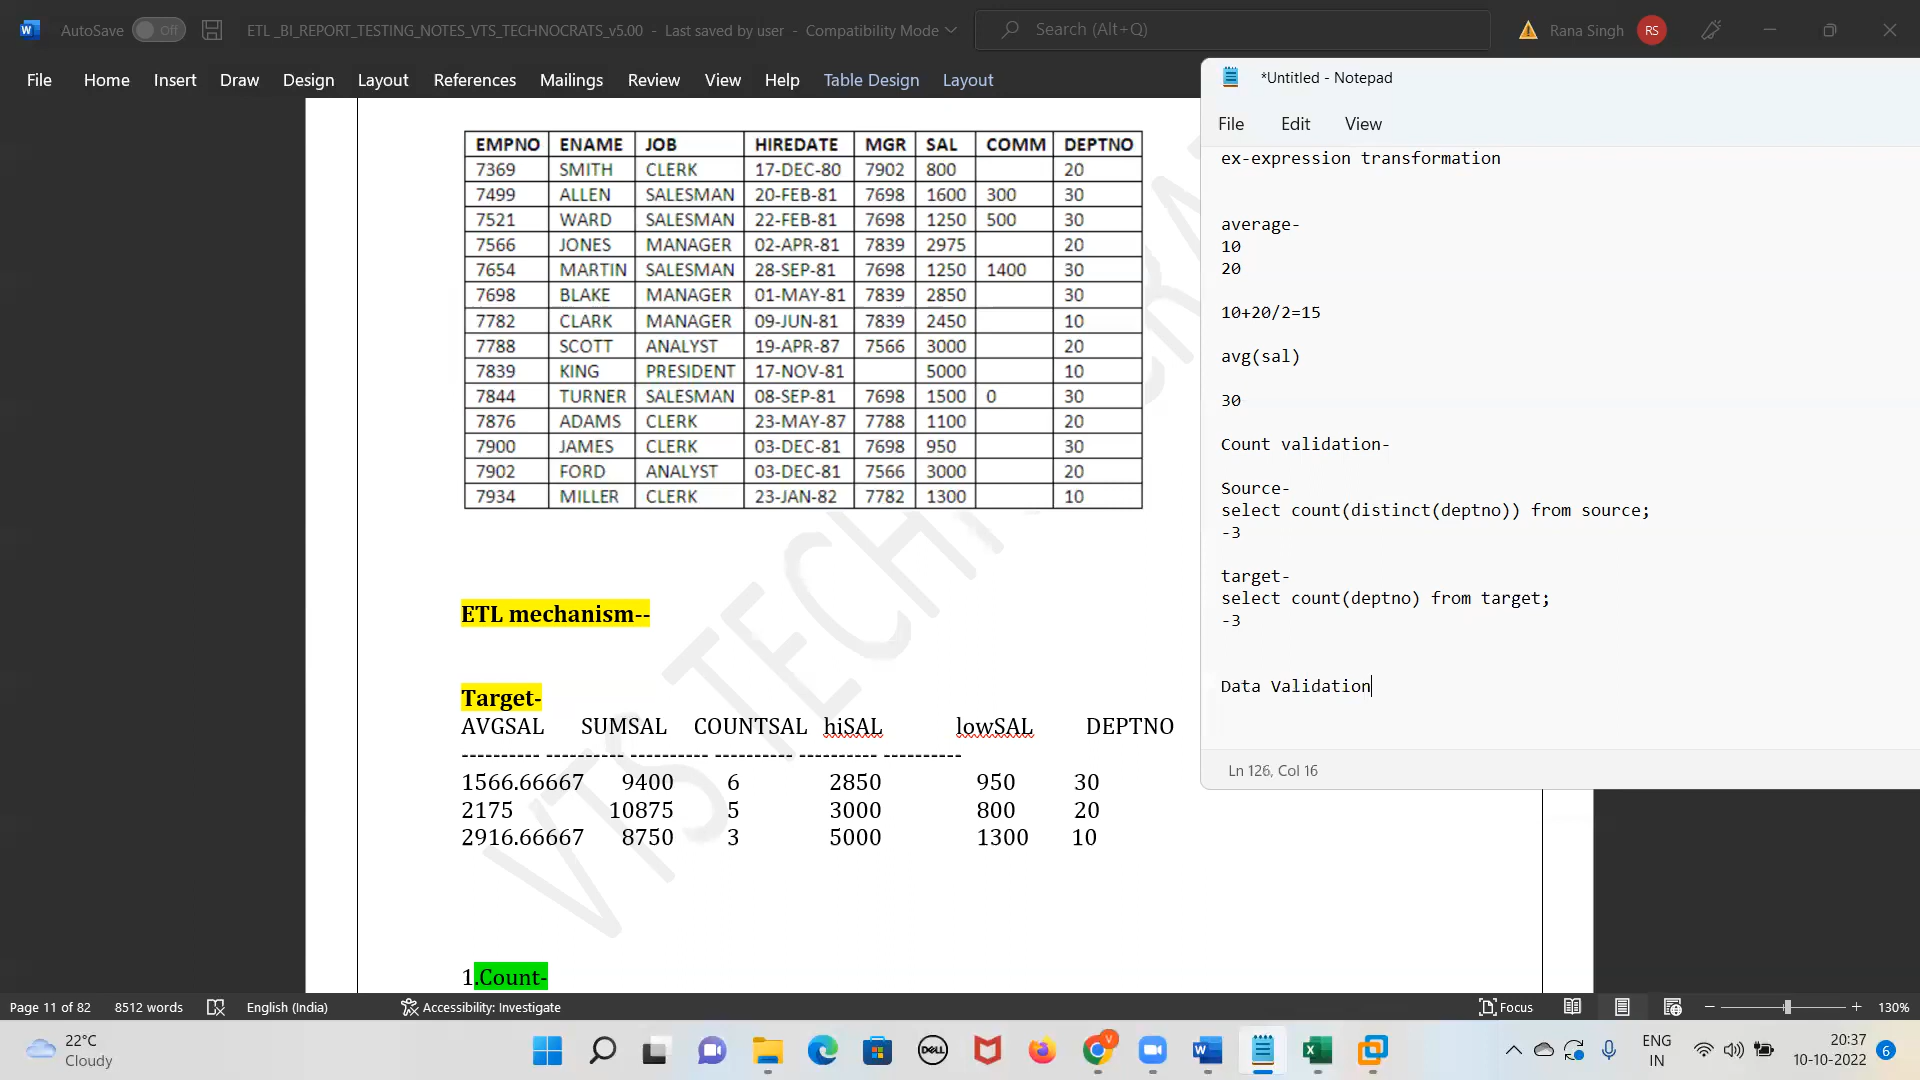 AutoSave Off ETL _BI_REPORT_TESTING_NOTES_VTS_TECHNOCRATS_v5.00 - Last saved by user - Compatibility Mode Search (Alt+Q) Rana Singh RS
File Home Insert Draw Design Layout References Mailings Review View Help Table Design Layout
EMPNO ENAME JOB HIREDATE MGR SAL COMM DEPTNO
7369 SMITH CLERK 17-DEC-80 7902 800 20
7499 ALLEN SALESMAN 20-FEB-81 7698 1600 300 30
7521 WARD SALESMAN 22-FEB-81 7698 1250 500 30
7566 JONES MANAGER 02-APR-81 7839 2975 20
7654 MARTIN SALESMAN 28-SEP-81 7698 1250 1400 30
7698 BLAKE MANAGER 01-MAY-81 7839 2850 30
7782 CLARK MANAGER 09-JUN-81 7839 2450 10
7788 SCOTT ANALYST 19-APR-87 7566 3000 20
7839 KING PRESIDENT 17-NOV-81 5000 10
7844 TURNER SALESMAN 08-SEP-81 7698 1500 0 30
7876 ADAMS CLERK 23-MAY-87 7788 1100 20
7900 JAMES CLERK 03-DEC-81 7698 950 30
7902 FORD ANALYST 03-DEC-81 7566 3000 20
7934 MILLER CLERK 23-JAN-82 7782 1300 10
ETL mechanism--
Target-
AVGSAL SUMSAL COUNTSAL hiSAL lowSAL DEPTNO
---------- ---------- ---------- ---------- ---------- ----------
1566.66667 9400 6 2850 950 30
2175 10875 5 3000 800 20
2916.66667 8750 3 5000 1300 10
1.Count-
VTS TECHN
*Untitled - Notepad
File Edit View
ex-expression transformation
average-
10
20
10+20/2=15
avg(sal)
30
Count validation-
Source-
select count(distinct(deptno)) from source;
-3
target-
select count(deptno) from target;
-3
Data Validation
Ln 126, Col 16
Page 11 of 82 8512 words English (India) Accessibility: Investigate Focus 130%
22°C
Cloudy
DELL
V
W
ENG
IN
20:37
10-10-2022
6